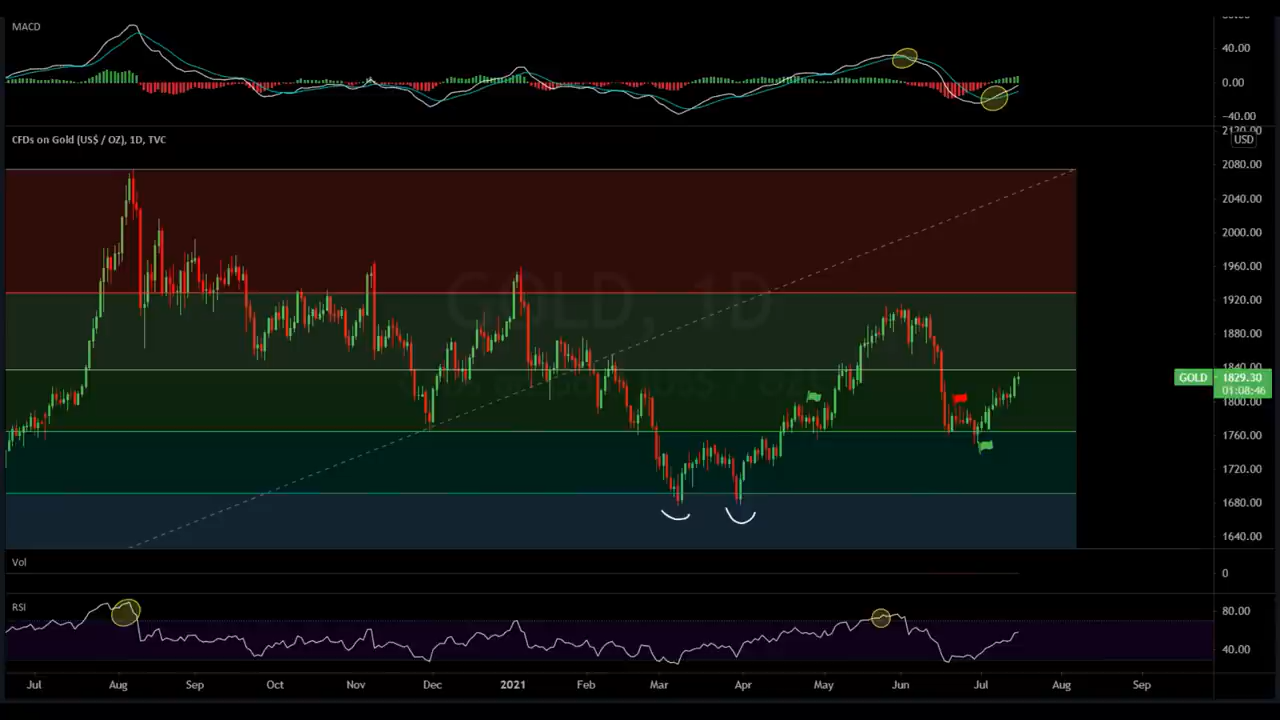 MACD
40.00
0.00
−40.00
CFDs on Gold (US$ / OZ), 1D, TVC
USD
2080.00
2040.00
2000.00
1960.00
1920.00
1880.00
1840.00
GOLD 1829.30
01:08:46
1800.00
1760.00
1720.00
1680.00
1640.00
GOLD, 1D
Vol
0
RSI
80.00
40.00
Jul Aug Sep Oct Nov Dec 2021 Feb Mar Apr May Jun Jul Aug Sep